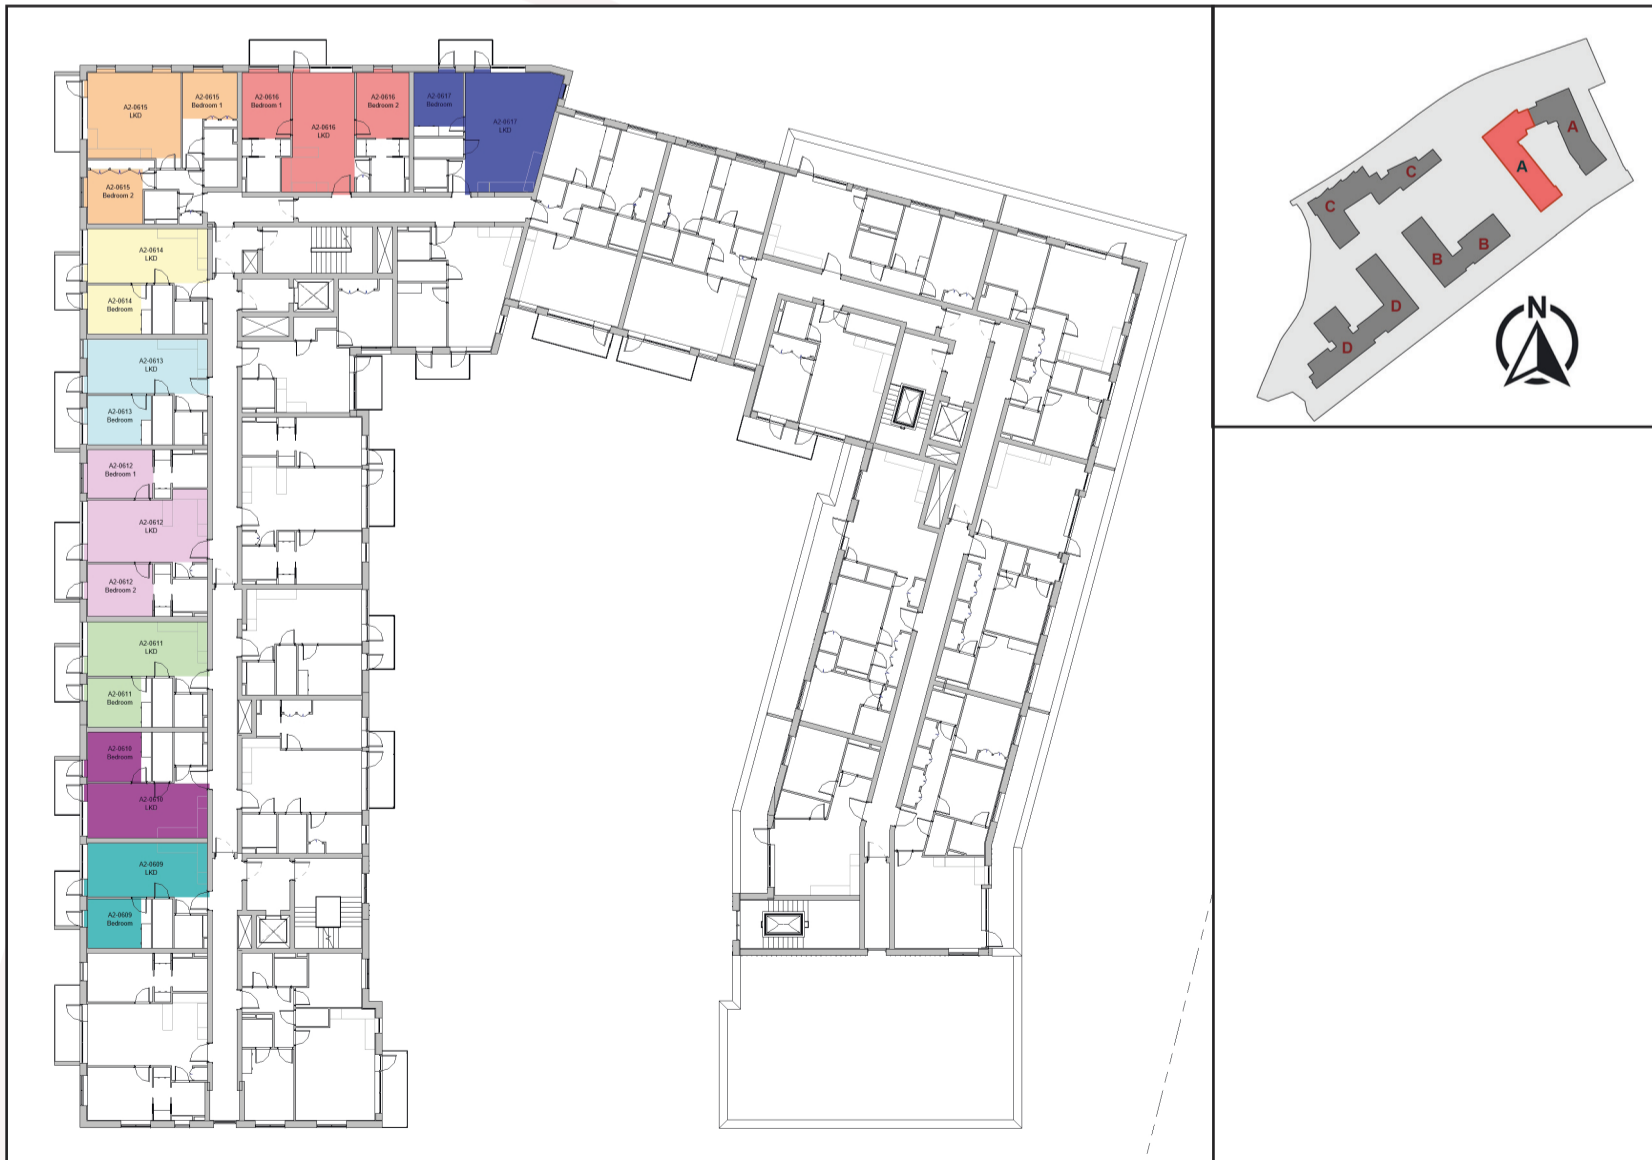 A2-0615
LKD
A2-0615
Bedroom 1
A2-0616
Bedroom 1
A2-0616
LKD
A2-0616
Bedroom 2
A2-0617
Bedroom
A2-0617
LKD
A2-0615
Bedroom 2
A2-0614
LKD
A2-0614
Bedroom
A2-0613
LKD
A2-0613
Bedroom
A2-0612
Bedroom 1
A2-0612
LKD
A2-0612
Bedroom 2
A2-0611
LKD
A2-0611
Bedroom
A2-0610
Bedroom
A2-0610
LKD
A2-0609
LKD
A2-0609
Bedroom
A
A
C
C
B
B
D
D
N